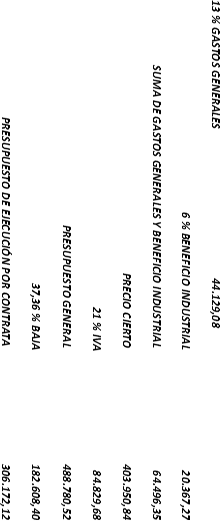 13 % GASTOS GENERALES 44.129,08
6 % BENEFICIO INDUSTRIAL 20.367,27
SUMA DE GASTOS GENERALES Y BENEFICIO INDUSTRIAL 64.496,35
PRECIO CIERTO 403.950,84
21 % IVA 84.829,68
PRESUPUESTO GENERAL 488.780,52
37,36 % BAJA 182.608,40
PRESUPUESTO DE EJECUCIÓN POR CONTRATA 306.172,12